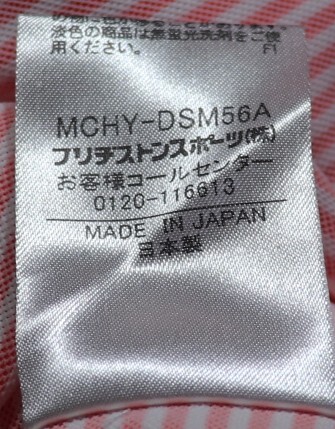 淡色の商品は無蛍光洗剤をご使
用ください。 F1
MCHY-DSM56A
ブリヂストンスポーツ(株)
お客様コールセンター
0120-116613
MADE IN JAPAN
日本製